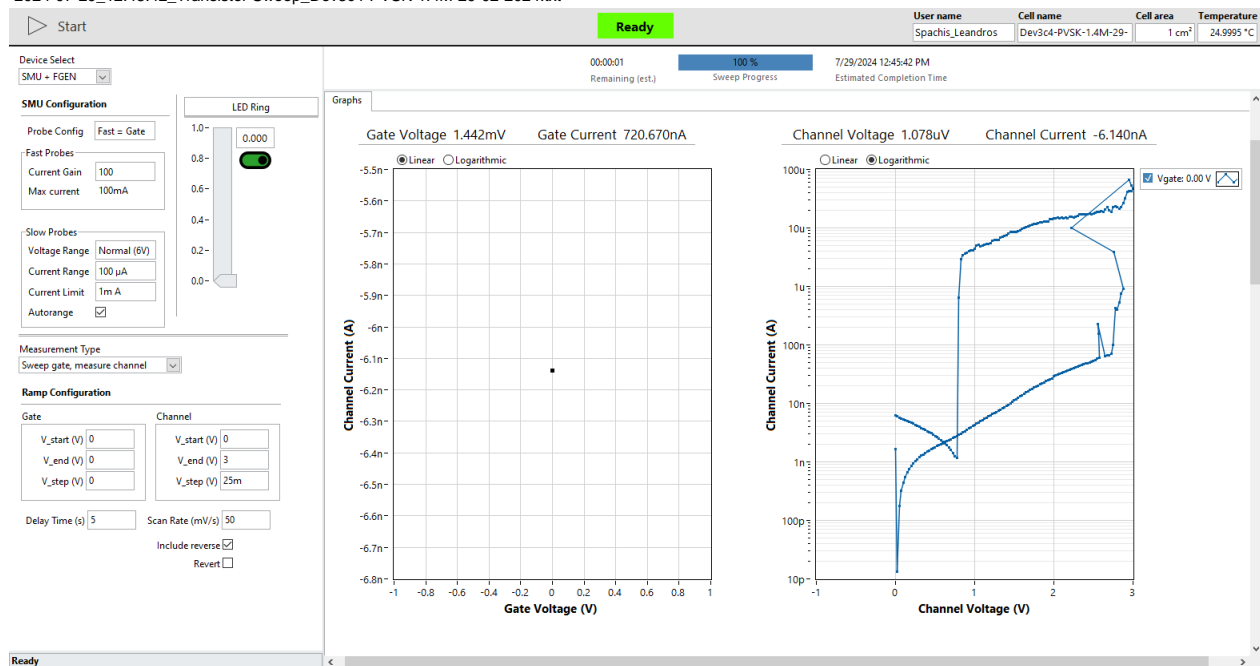 Start
Ready
User name
Cell name
Cell area
Temperature
Spachis_Leandros
Dev3c4-PVSK-1.4M-29-
1 cm²
24.9995 °C
Device Select
SMU + FGEN
00:00:01
Remaining (est.)
100 %
Sweep Progress
7/29/2024 12:45:42 PM
Estimated Completion Time
SMU Configuration
Probe Config Fast = Gate
Fast Probes
Current Gain 100
Max current 100mA
Slow Probes
Voltage Range Normal (6V)
Current Range 100 µA
Current Limit 1m A
Autorange
LED Ring
0.000
1.0
0.8
0.6
0.4
0.2
0.0
Measurement Type
Sweep gate, measure channel
Ramp Configuration
Gate
V_start (V) 0
V_end (V) 0
V_step (V) 0
Channel
V_start (V) 0
V_end (V) 3
V_step (V) 25m
Delay Time (s) 5
Scan Rate (mV/s) 50
Include reverse
Revert
Graphs
Gate Voltage 1.442mV Gate Current 720.670nA
Linear Logarithmic
Channel Current (A)
-5.5n
-5.6n
-5.7n
-5.8n
-5.9n
-6n
-6.1n
-6.2n
-6.3n
-6.4n
-6.5n
-6.6n
-6.7n
-6.8n
-1 -0.8 -0.6 -0.4 -0.2 0 0.2 0.4 0.6 0.8 1
Gate Voltage (V)
Channel Voltage 1.078uV Channel Current -6.140nA
Linear Logarithmic
Channel Current (A)
100u
10u
1u
100n
10n
1n
100p
10p
-1 0 1 2 3
Channel Voltage (V)
Vgate: 0.00 V
Ready